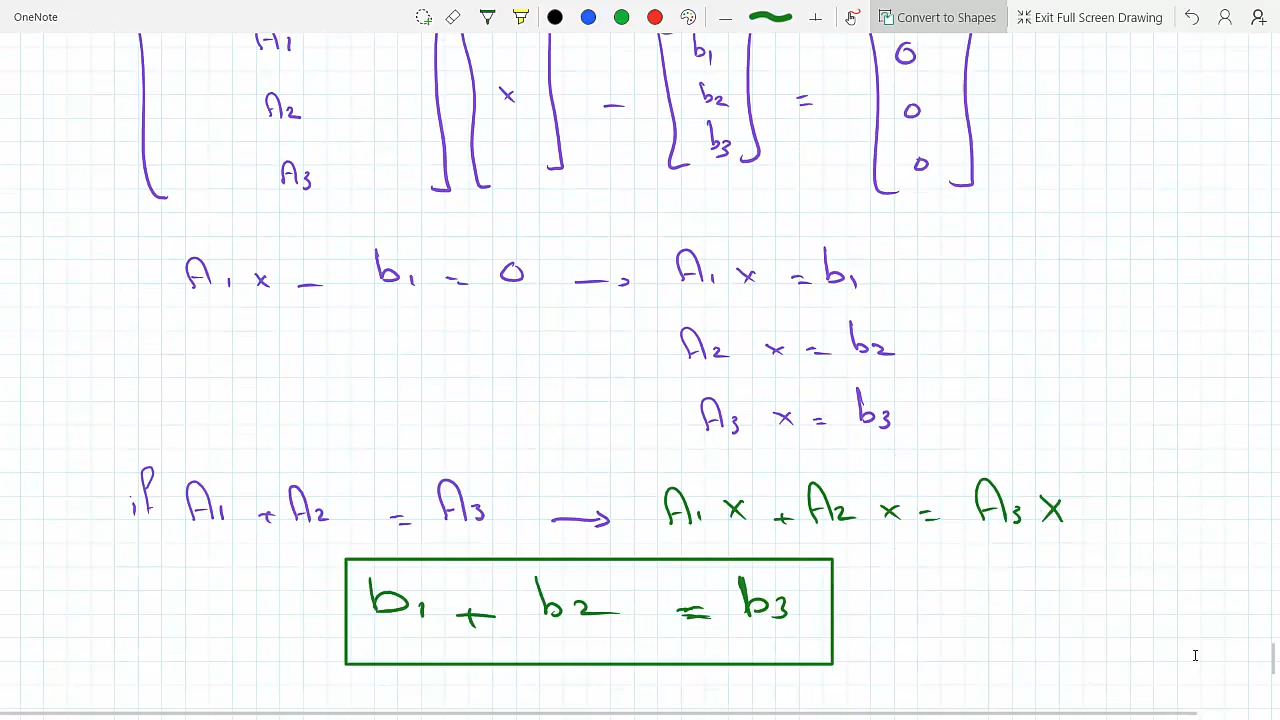 OneNote
Convert to Shapes
Exit Full Screen Drawing
A1 b1 0
A2 x - b2 = 0
A3 b3 0
A1 x - b1 = 0 → A1 x = b1
A2 x = b2
A3 x = b3
if A1 + A2 = A3 → A1 x + A2 x = A3 X
b1 + b2 = b3